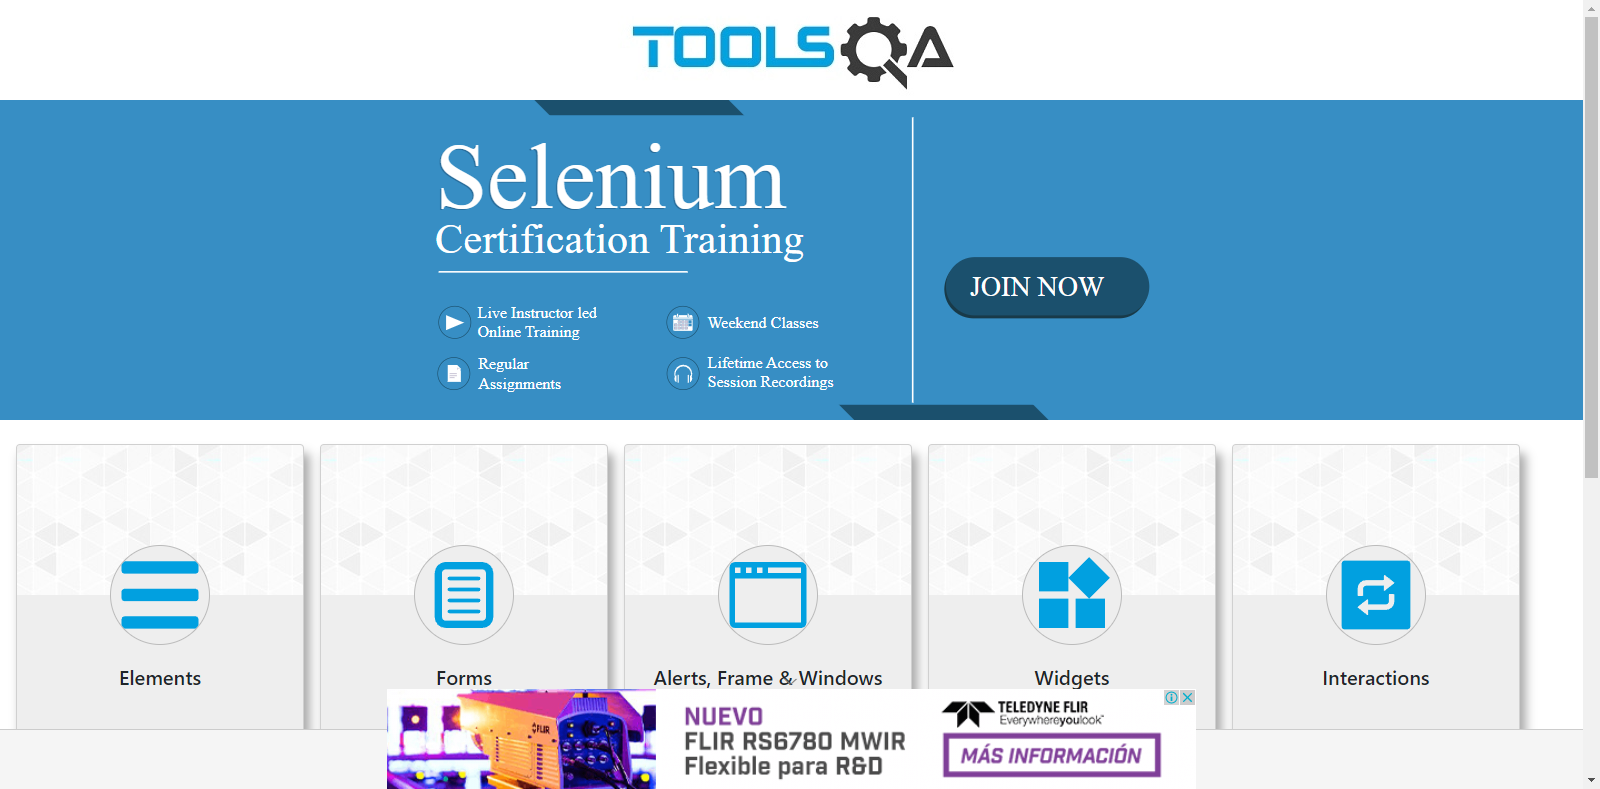 TOOLSQA
Selenium
Certification Training
Live Instructor led
Online Training
Weekend Classes
Regular
Assignments
Lifetime Access to
Session Recordings
JOIN NOW
Elements
Forms
Alerts, Frame & Windows
Widgets
Interactions
FLIR
NUEVO
FLIR RS6780 MWIR
Flexible para R&D
TELEDYNE FLIR
Everywhereyoulook
MÁS INFORMACIÓN